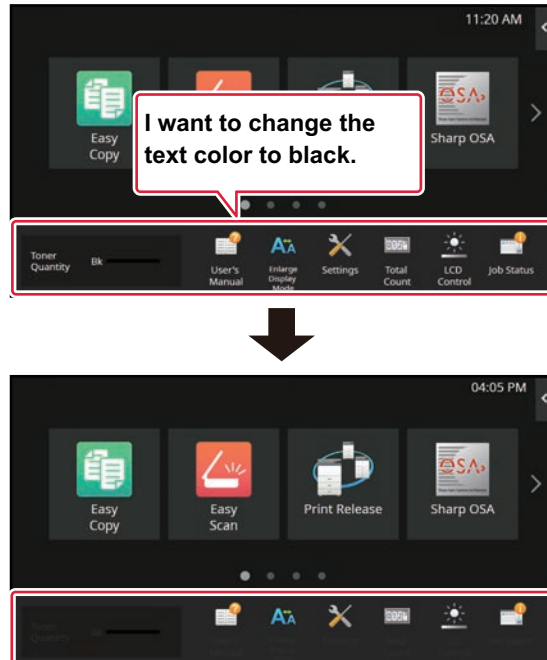 11:20 AM
I want to change the
text color to black.
Easy
Copy
OSA
Sharp OSA
Toner
Quantity
Bk
User's
Manual
Enlarge
Display
Mode
Settings
Total
Count
LCD
Control
Job Status
04:05 PM
Easy
Copy
Easy
Scan
Print Release
OSA
Sharp OSA